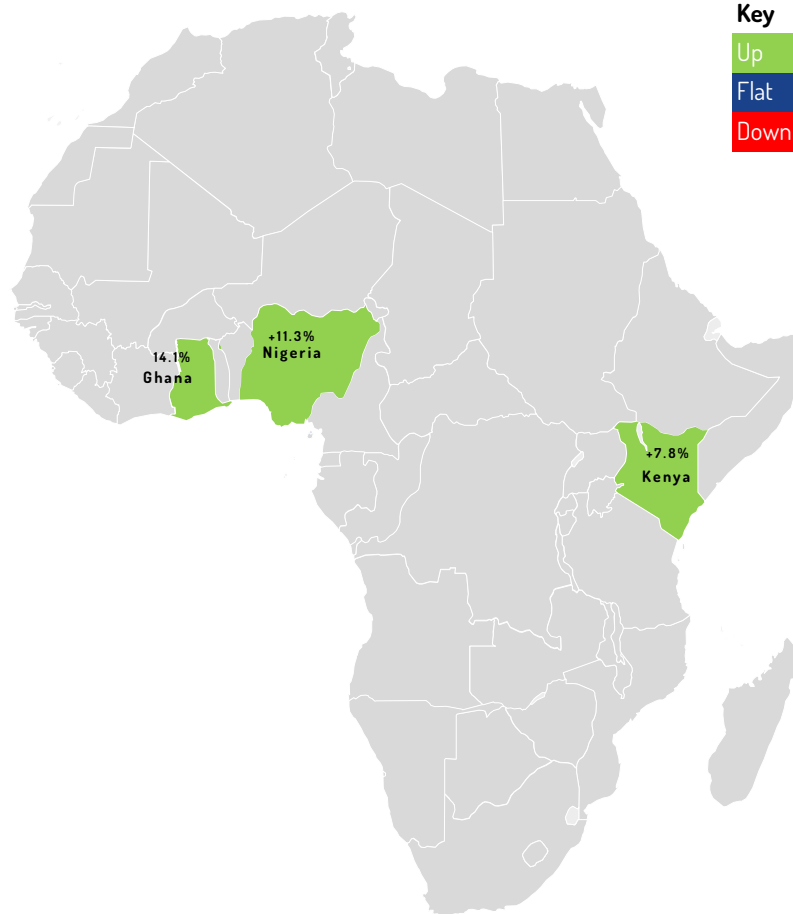 Key
Up
Flat
Down
+11.3%
Nigeria
14.1%
Ghana
+7.8%
Kenya